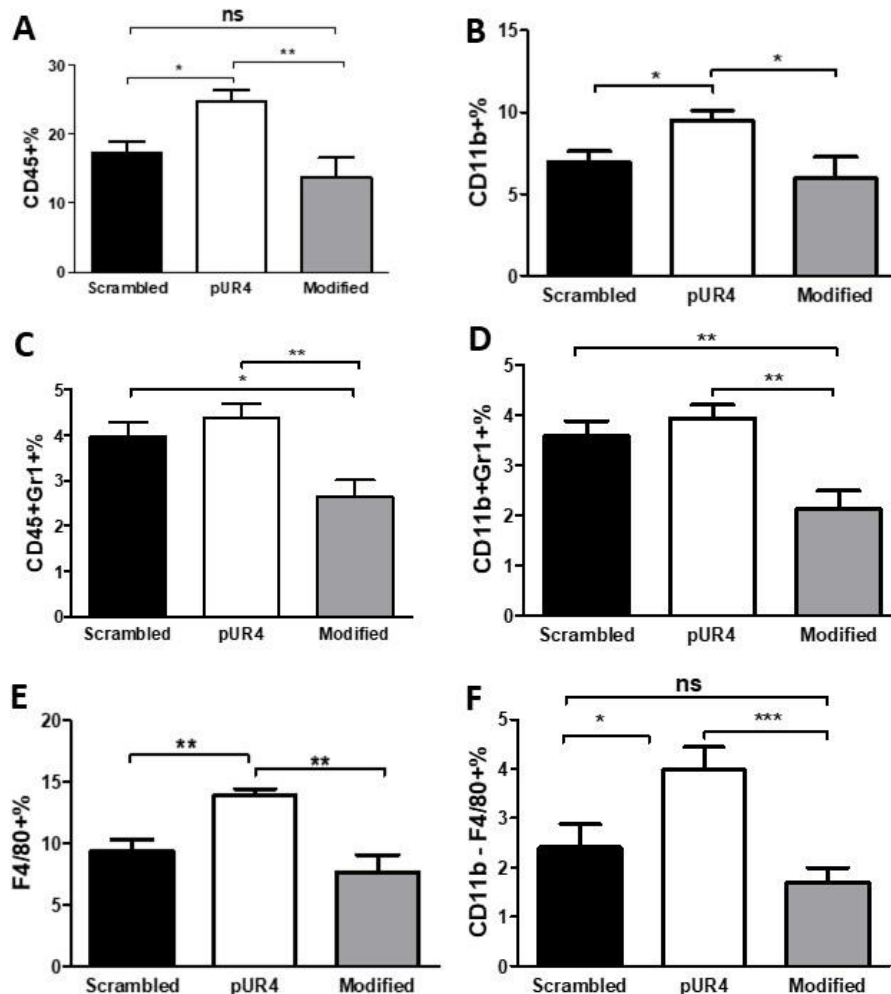 A
ns
*
**
CD45+%
30
20
10
0
Scrambled
pUR4
Modified
B
*
*
CD11b+%
15
10
5
0
Scrambled
pUR4
Modified
C
**
*
CD45+Gr1+%
5
4
3
2
1
0
Scrambled
pUR4
Modified
D
**
**
CD11b+Gr1+%
5
4
3
2
1
0
Scrambled
pUR4
Modified
E
**
**
F4/80+%
20
15
10
5
0
Scrambled
pUR4
Modified
F
ns
*
***
CD11b - F4/80+%
5
4
3
2
1
0
Scrambled
pUR4
Modified